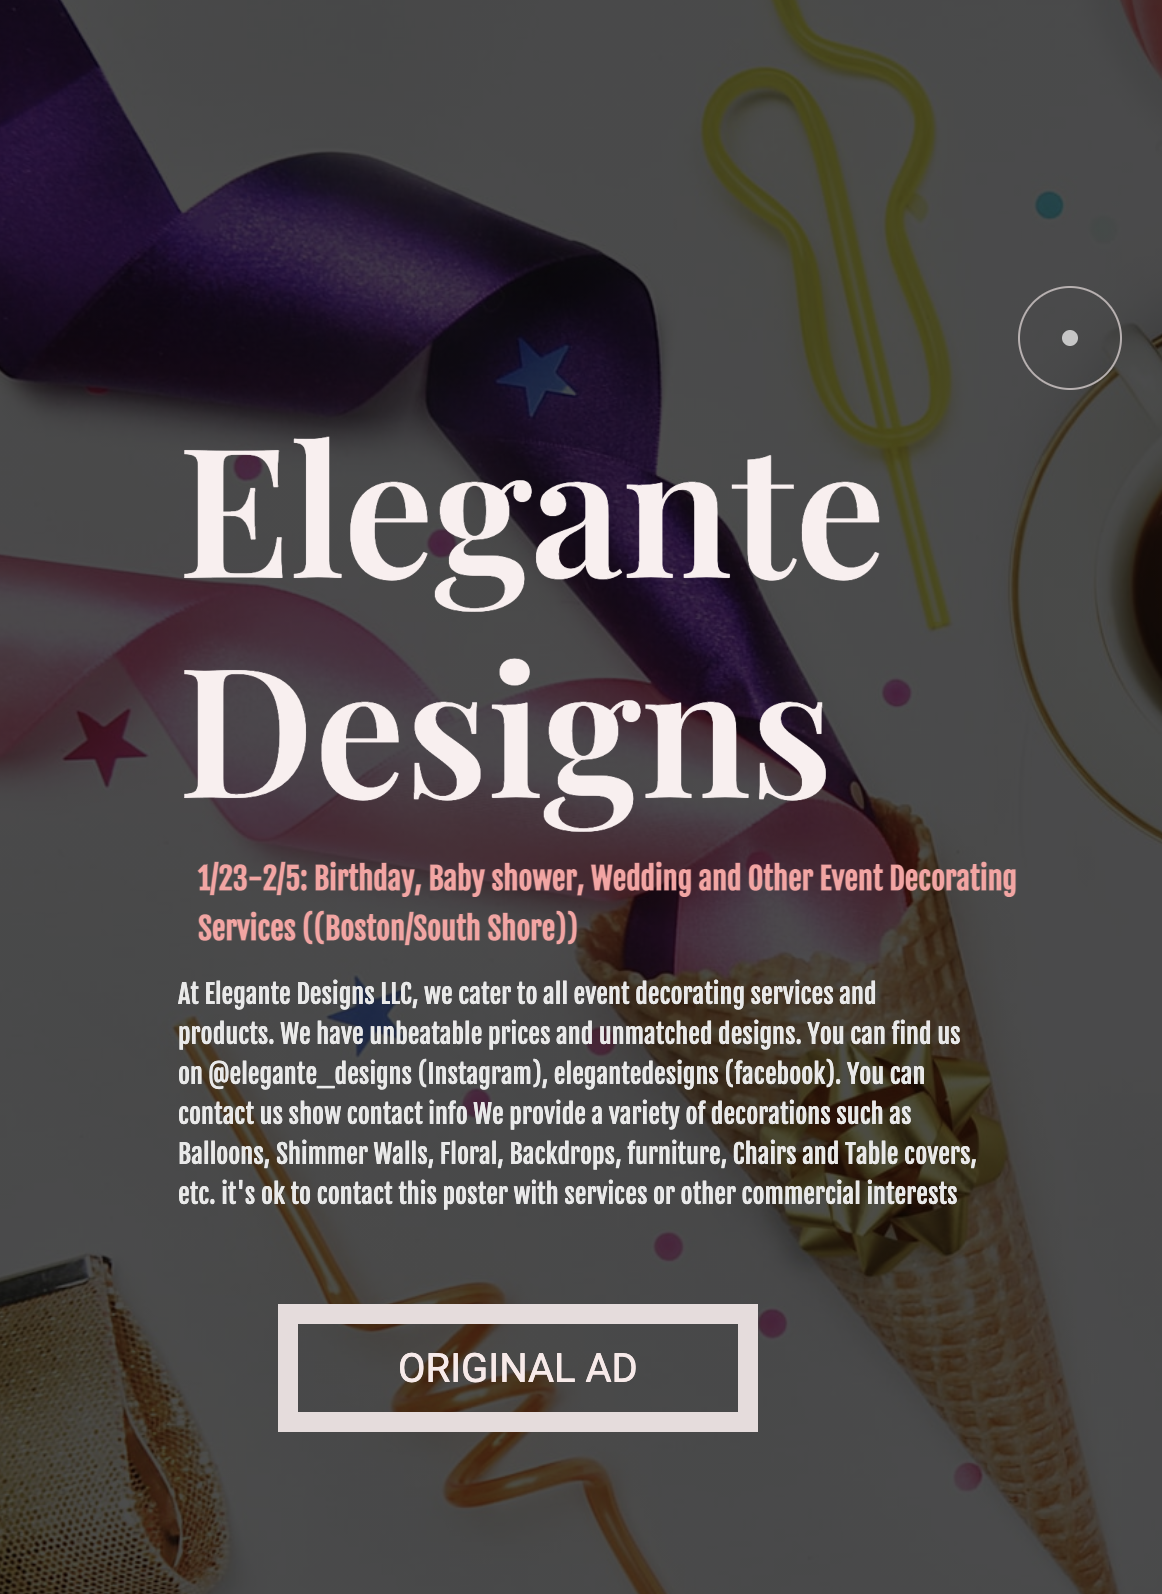 Elegante
Designs
1/23-2/5: Birthday, Baby shower, Wedding and Other Event Decorating
Services ((Boston/South Shore))
At Elegante Designs LLC, we cater to all event decorating services and
products. We have unbeatable prices and unmatched designs. You can find us
on @elegante_designs (Instagram), elegantedesigns (facebook). You can
contact us show contact info We provide a variety of decorations such as
Balloons, Shimmer Walls, Floral, Backdrops, furniture, Chairs and Table covers,
etc. it's ok to contact this poster with services or other commercial interests
ORIGINAL AD